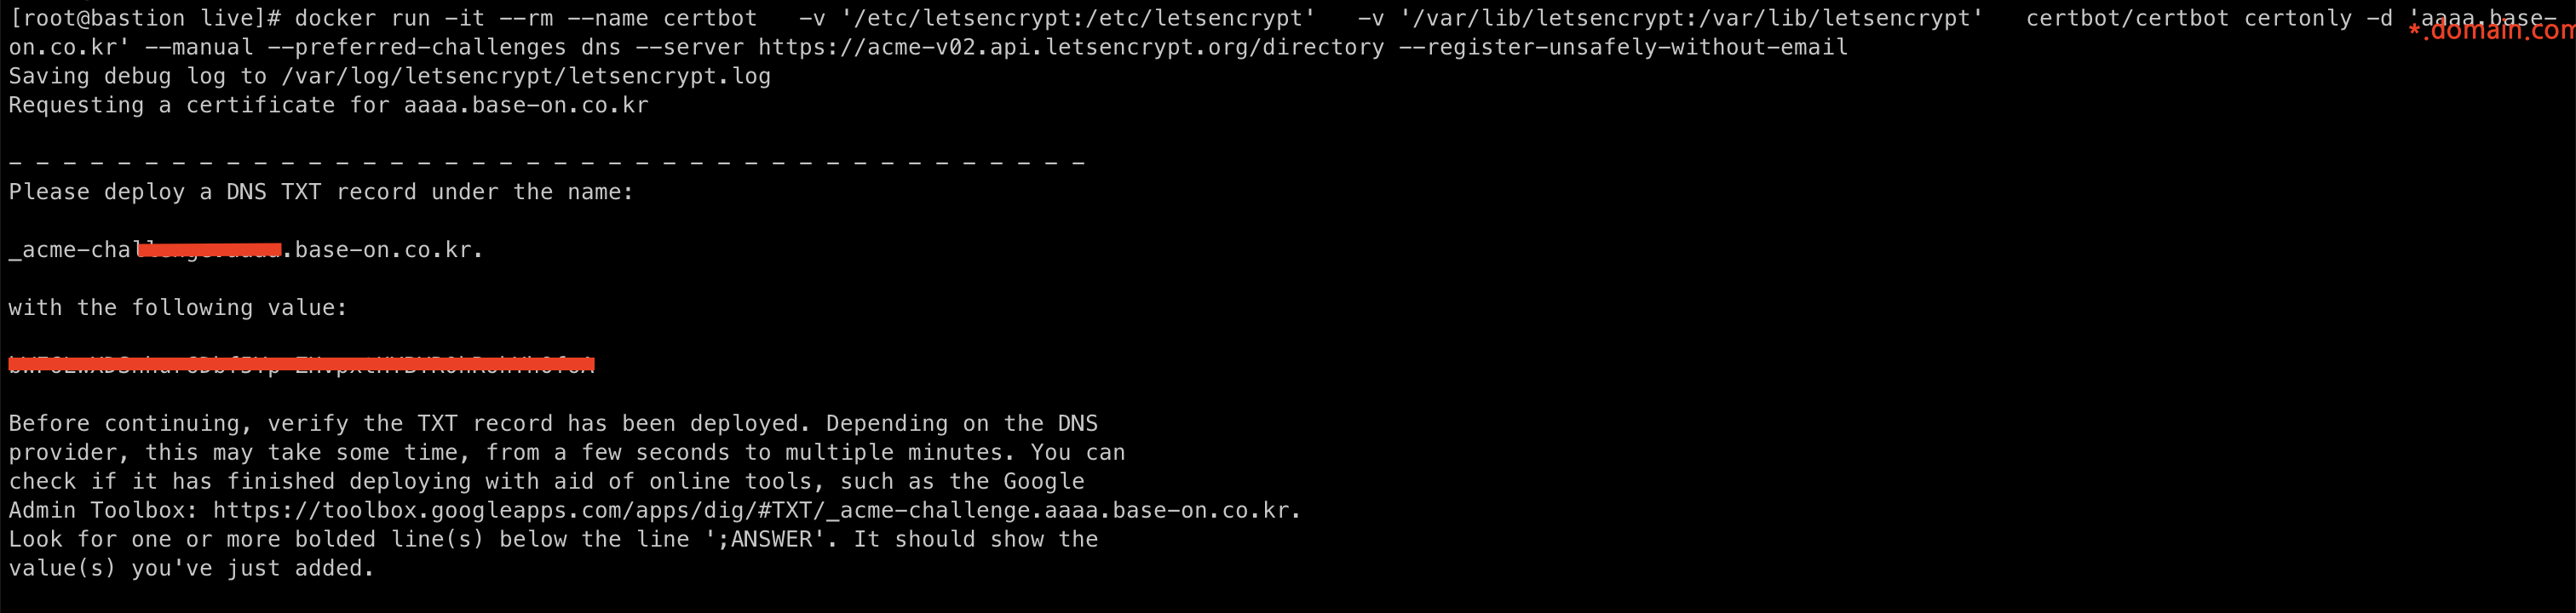 [root@bastion live]# docker run -it --rm --name certbot   -v '/etc/letsencrypt:/etc/letsencrypt'   -v '/var/lib/letsencrypt:/var/lib/letsencrypt'   certbot/certbot certonly -d 'aaaa.base-
*.domain.com
on.co.kr' --manual --preferred-challenges dns --server https://acme-v02.api.letsencrypt.org/directory --register-unsafely-without-email
Saving debug log to /var/log/letsencrypt/letsencrypt.log
Requesting a certificate for aaaa.base-on.co.kr
- - - - - - - - - - - - - - - - - - - - - - - - - - - - - - - - - - - - - - - -
Please deploy a DNS TXT record under the name:
_acme-chal .base-on.co.kr.
with the following value:
Before continuing, verify the TXT record has been deployed. Depending on the DNS
provider, this may take some time, from a few seconds to multiple minutes. You can
check if it has finished deploying with aid of online tools, such as the Google
Admin Toolbox: https://toolbox.googleapps.com/apps/dig/#TXT/_acme-challenge.aaaa.base-on.co.kr.
Look for one or more bolded line(s) below the line ';ANSWER'. It should show the
value(s) you've just added.